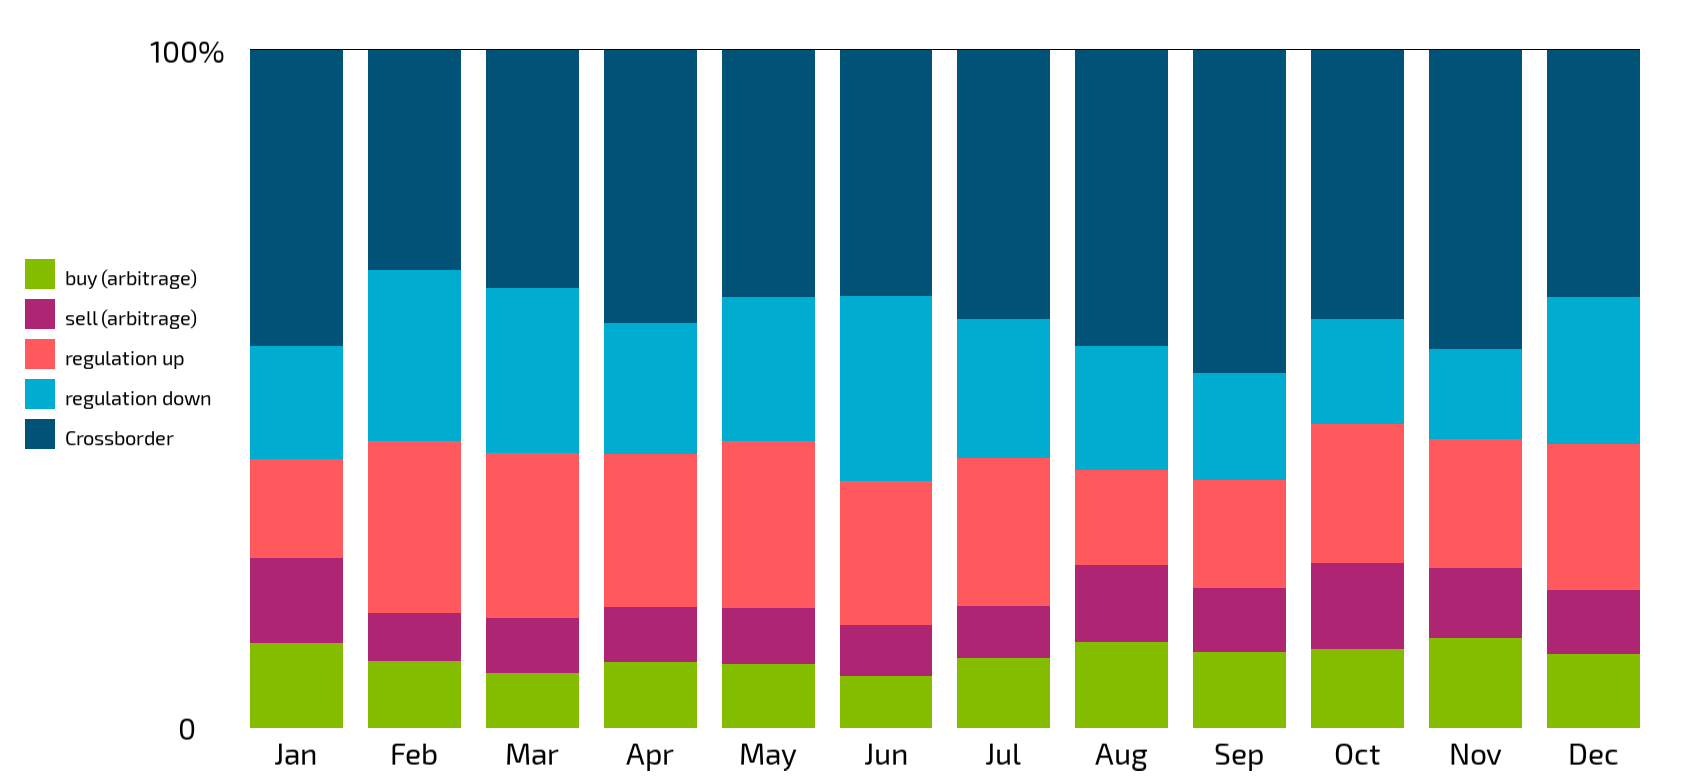 100%
buy (arbitrage)
sell (arbitrage)
regulation up
regulation down
Crossborder
0
Jan Feb Mar Apr May Jun Jul Aug Sep Oct Nov Dec